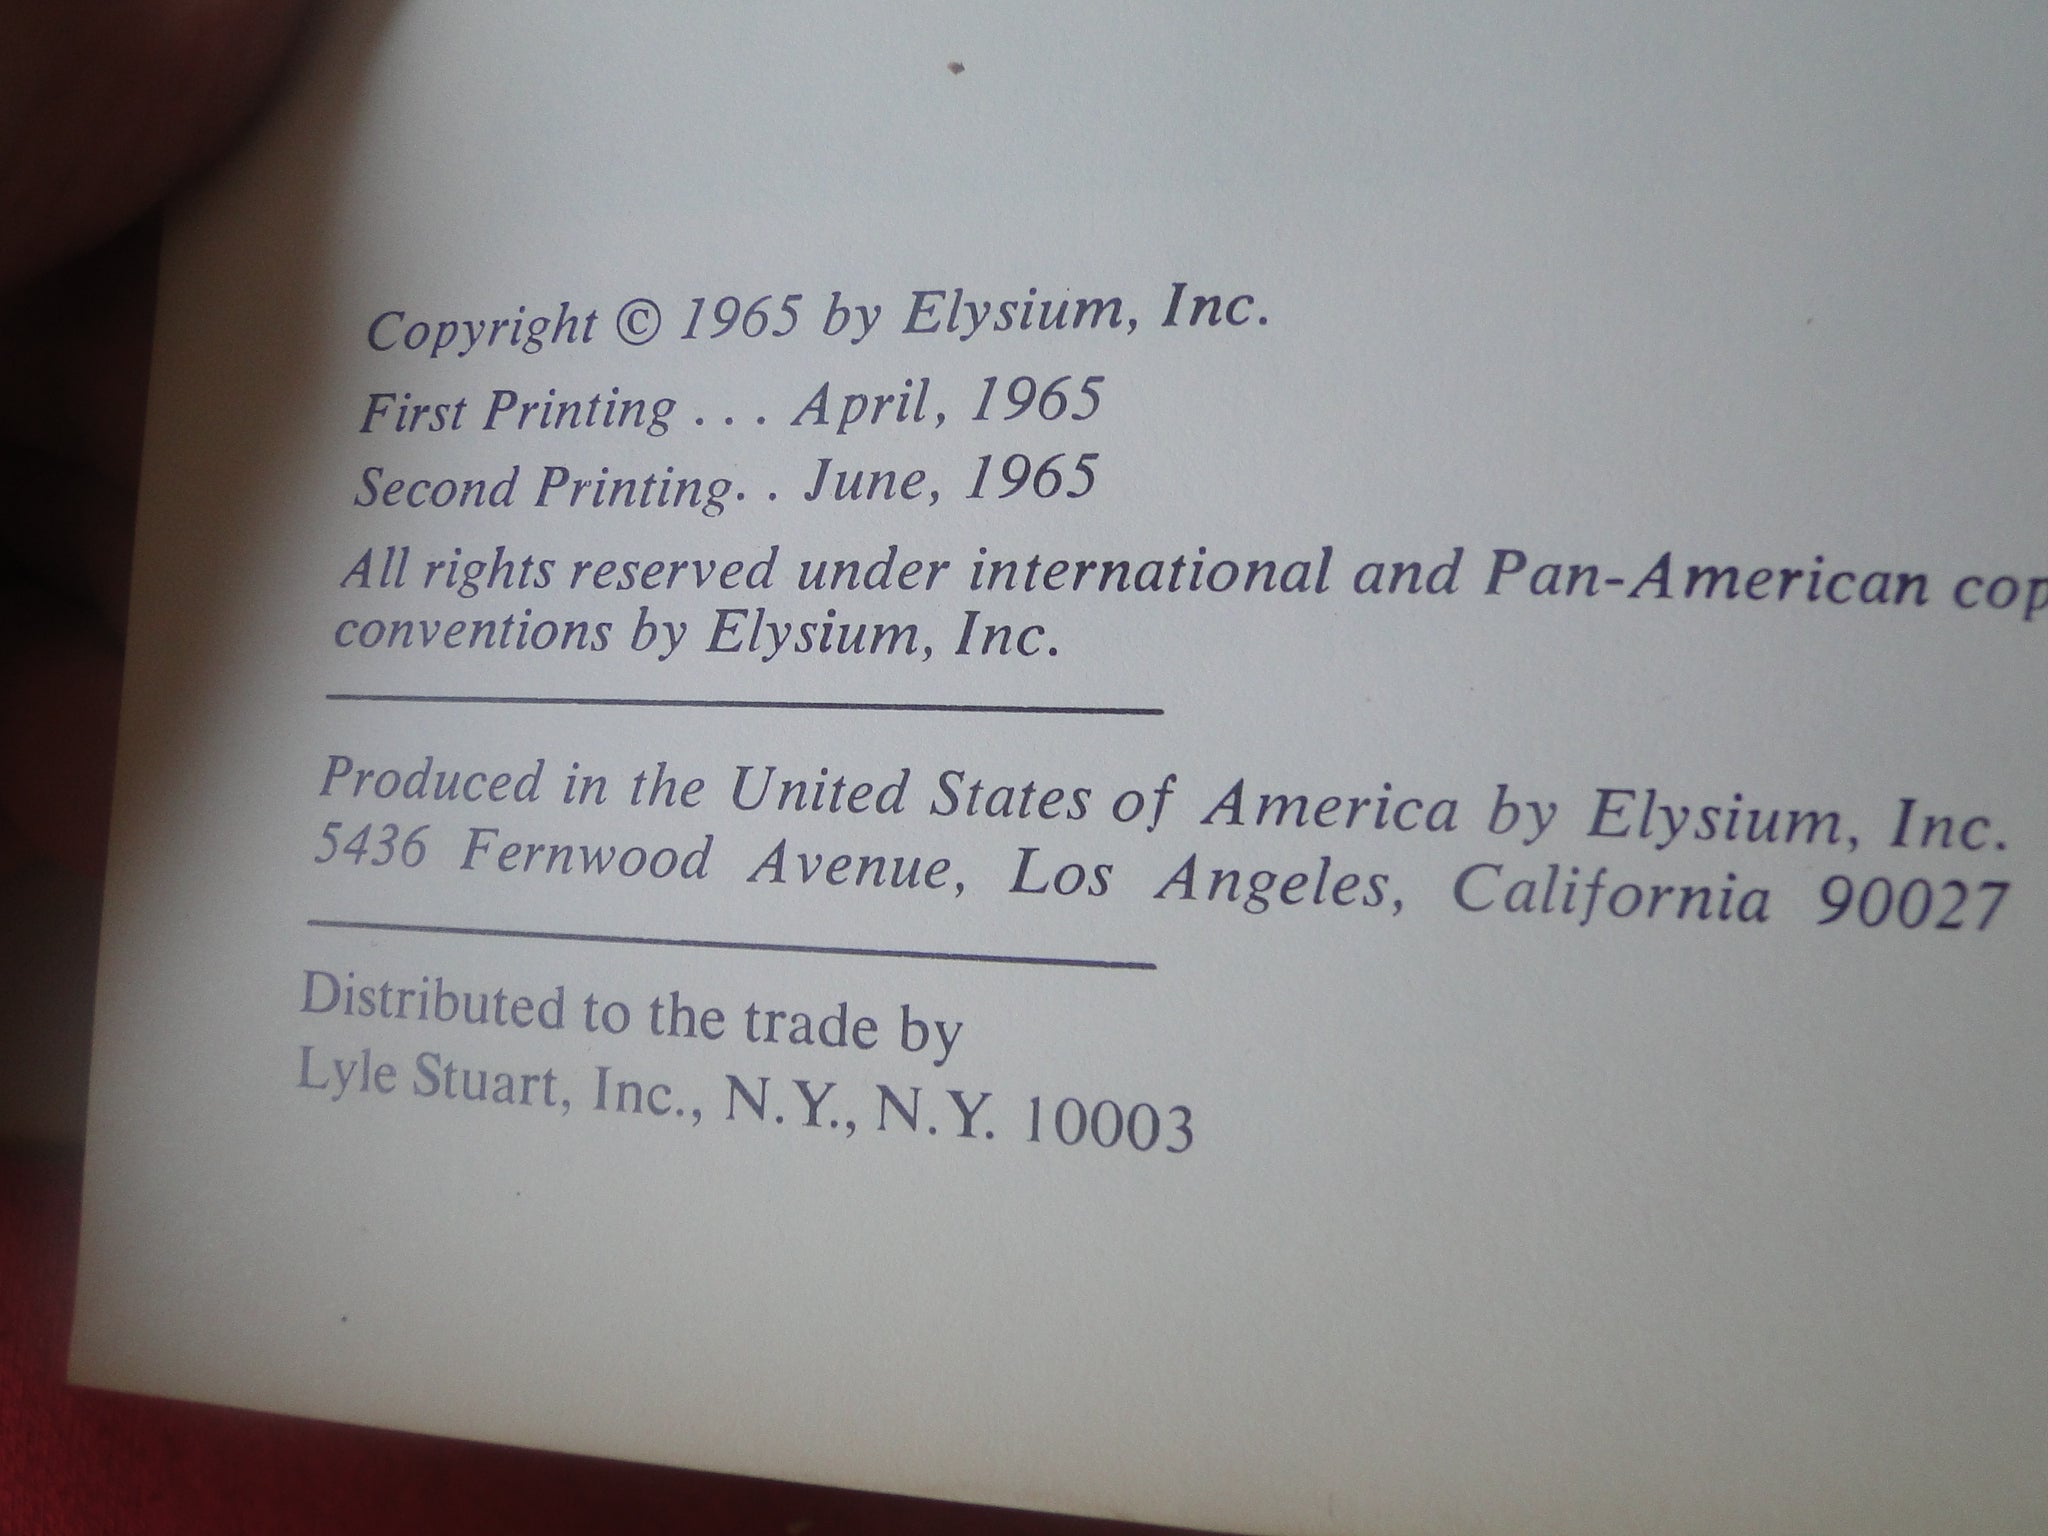 Copyright © 1965 by Elysium, Inc.
First Printing . . . April, 1965
Second Printing. . June, 1965
All rights reserved under international and Pan-American cop
conventions by Elysium, Inc.
Produced in the United States of America by Elysium, Inc.
5436 Fernwood Avenue, Los Angeles, California 90027
Distributed to the trade by
Lyle Stuart, Inc., N.Y., N.Y. 10003